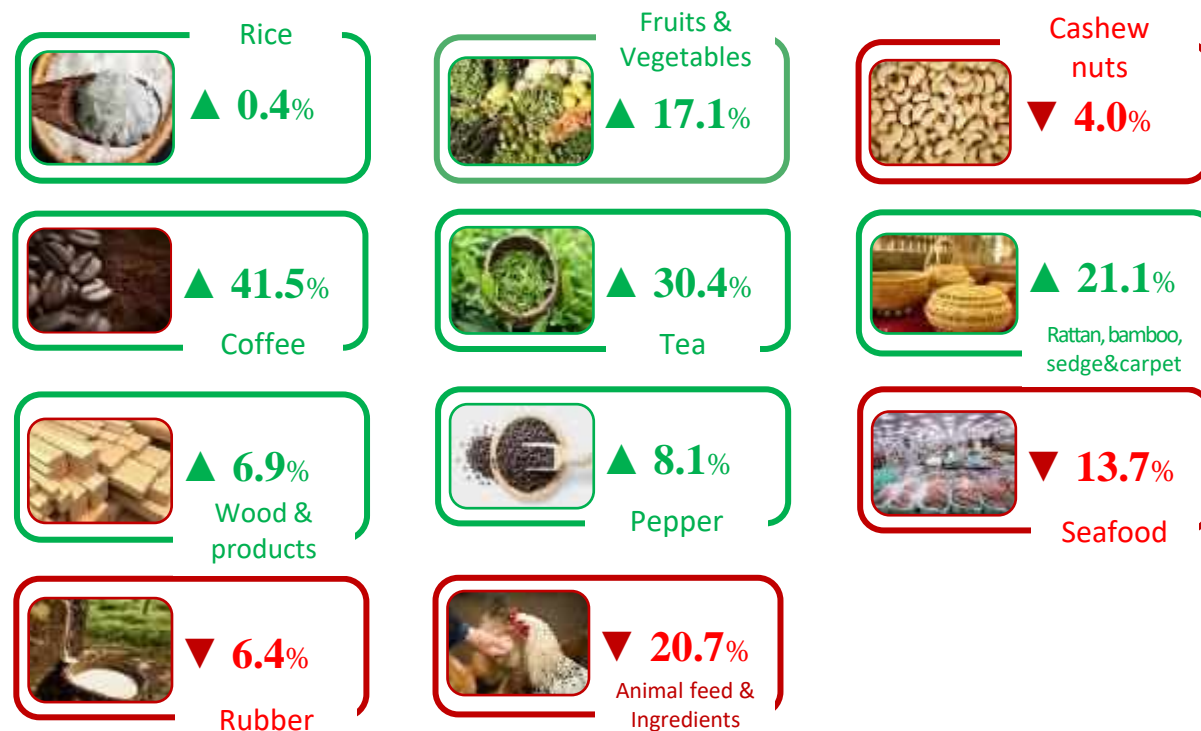 Rice
▲ 0.4%
Fruits &
Vegetables
▲ 17.1%
Cashew
nuts
▼ 4.0%
▲ 41.5%
Coffee
▲ 30.4%
Tea
▲ 21.1%
Rattan, bamboo,
sedge&carpet
▲ 6.9%
Wood &
products
▲ 8.1%
Pepper
▼ 13.7%
Seafood
▼ 6.4%
Rubber
▼ 20.7%
Animal feed &
Ingredients